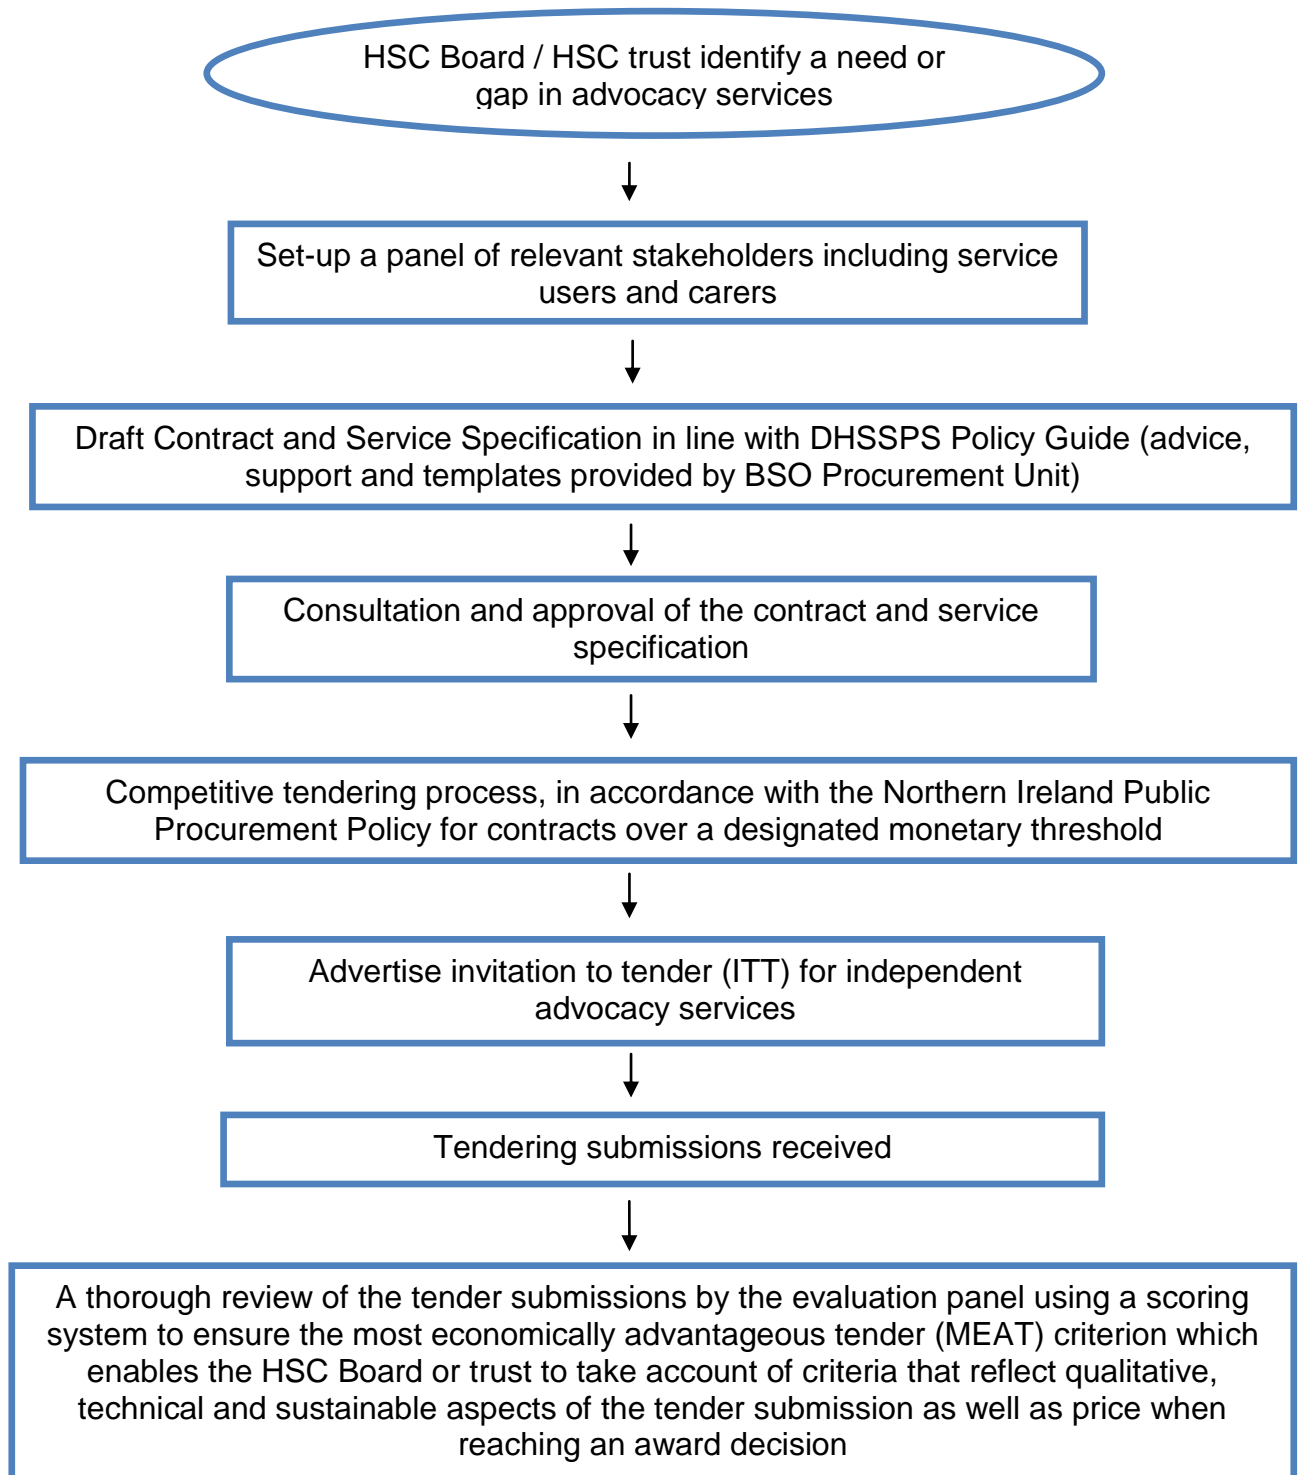 HSC Board / HSC trust identify a need or
gap in advocacy services
Set-up a panel of relevant stakeholders including service
users and carers
Draft Contract and Service Specification in line with DHSSPS Policy Guide (advice,
support and templates provided by BSO Procurement Unit)
Consultation and approval of the contract and service
specification
Competitive tendering process, in accordance with the Northern Ireland Public
Procurement Policy for contracts over a designated monetary threshold
Advertise invitation to tender (ITT) for independent
advocacy services
Tendering submissions received
A thorough review of the tender submissions by the evaluation panel using a scoring
system to ensure the most economically advantageous tender (MEAT) criterion which
enables the HSC Board or trust to take account of criteria that reflect qualitative,
technical and sustainable aspects of the tender submission as well as price when
reaching an award decision